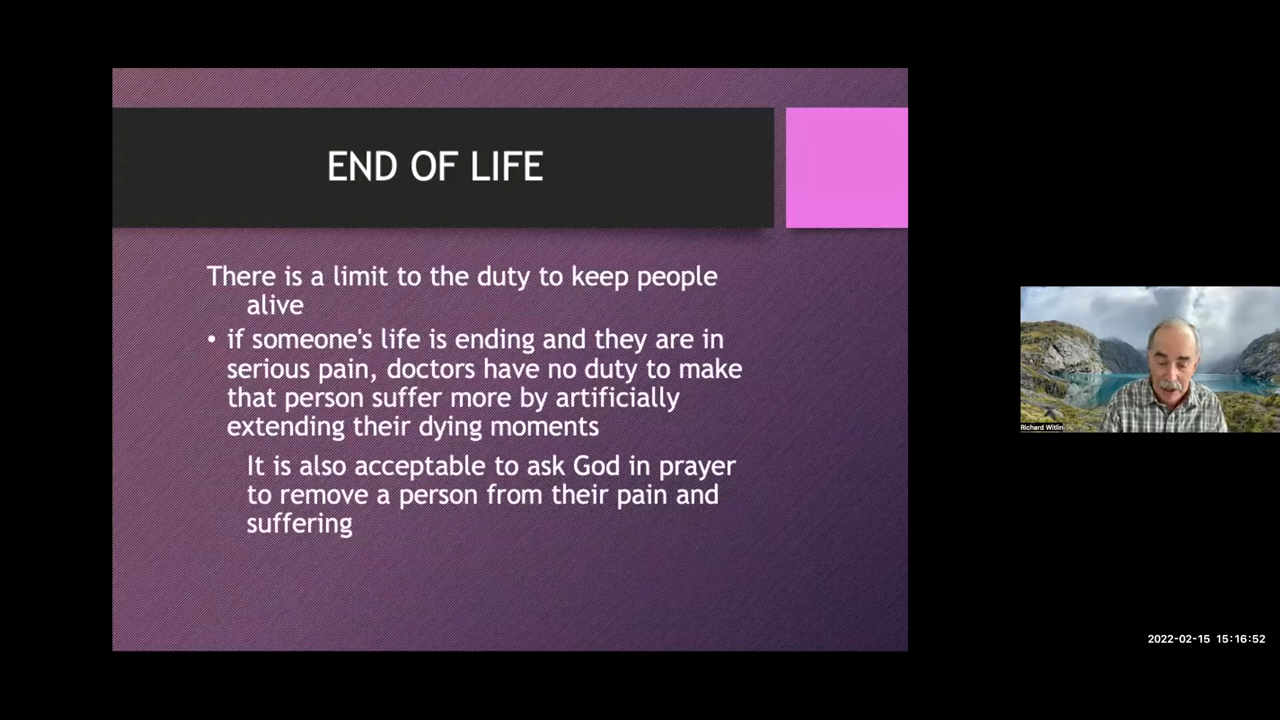 END OF LIFE
There is a limit to the duty to keep people
alive
• if someone's life is ending and they are in
serious pain, doctors have no duty to make
that person suffer more by artificially
extending their dying moments
It is also acceptable to ask God in prayer
to remove a person from their pain and
suffering
Richard Witlin
2022-02-15 15:16:52